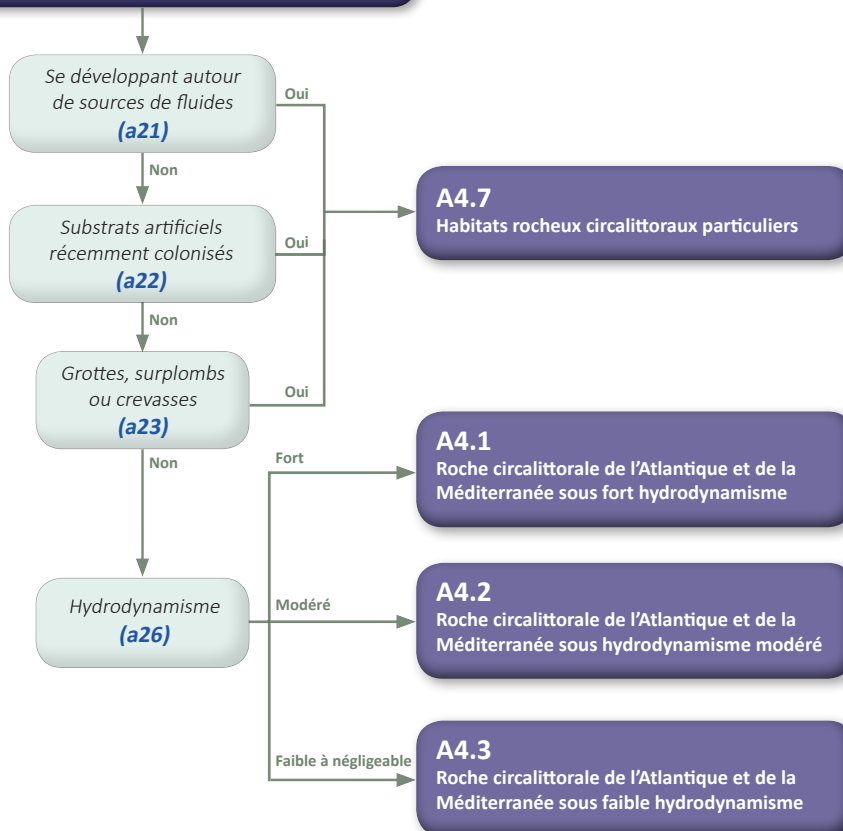 Se développant autour
de sources de fluides
(a21)
Oui
Non
Substrats artificiels
récemment colonisés
(a22)
Oui
Non
Grottes, surplombs
ou crevasses
(a23)
Oui
Non
A4.7
Habitats rocheux circalittoraux particuliers
Hydrodynamisme
(a26)
Fort
A4.1
Roche circalittorale de l'Atlantique et de la
Méditerranée sous fort hydrodynamisme
Modéré
A4.2
Roche circalittorale de l'Atlantique et de la
Méditerranée sous hydrodynamisme modéré
Faible à négligeable
A4.3
Roche circalittorale de l'Atlantique et de la
Méditerranée sous faible hydrodynamisme